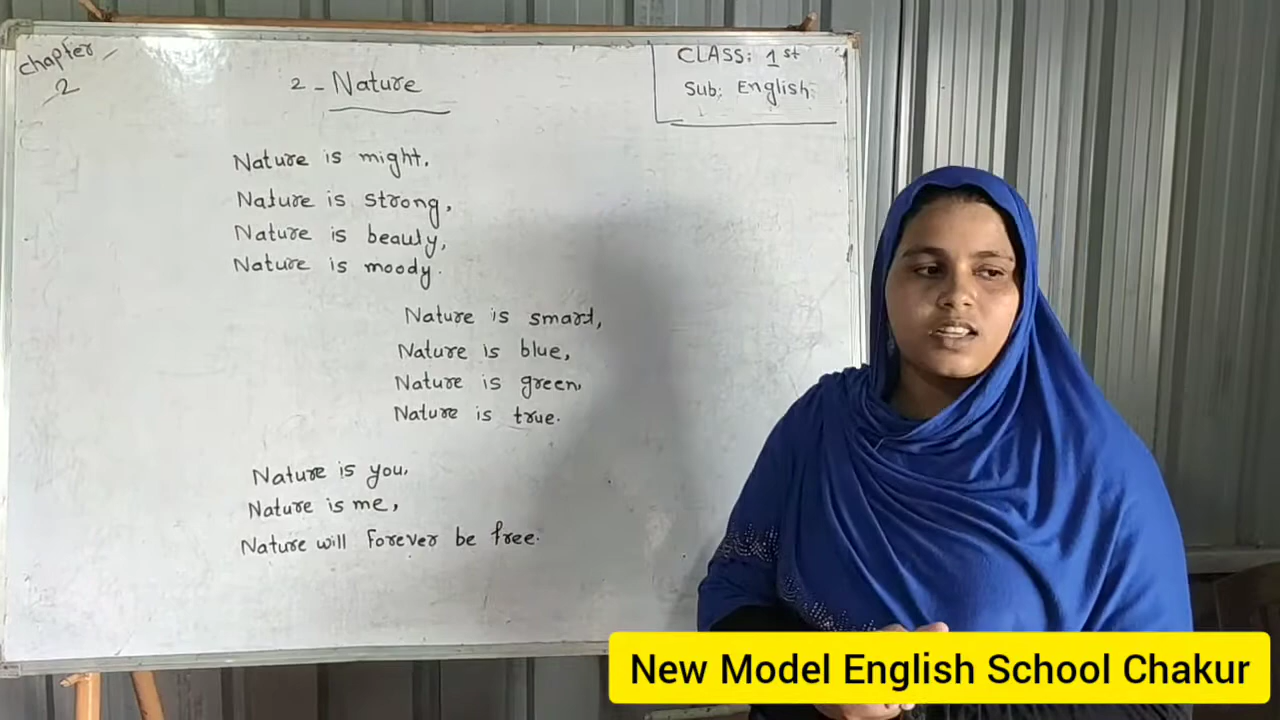 chapter
2
2 - Nature
CLASS: 1st
Sub: English
Nature is might.
Nature is strong,
Nature is beauly,
Nature is moody.
Nature is smart,
Nature is blue,
Nature is green,
Nature is true.
Nature is you,
Nature is me,
Nature will forever be free.
New Model English School Chakur